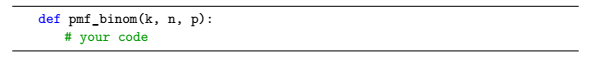 def pmf_binom(k, n, p):
    # your code